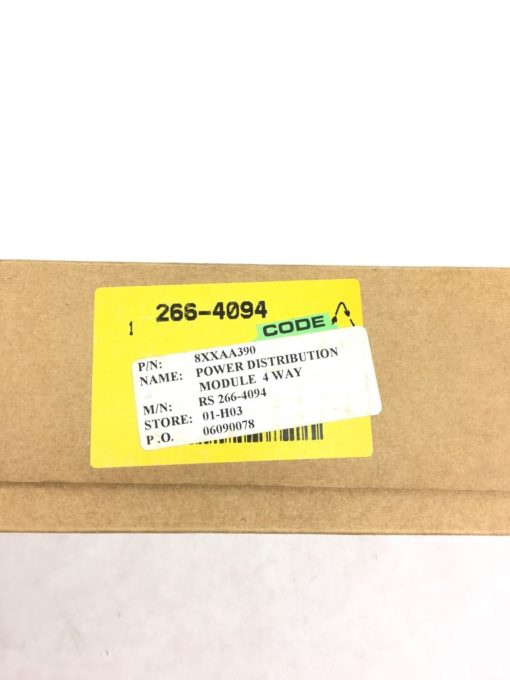 266-4094
1
CODE
P/N: 8XXAA390
NAME: POWER DISTRIBUTION
MODULE 4 WAY
M/N: RS 266-4094
STORE: 01-H03
P .O. 06090078